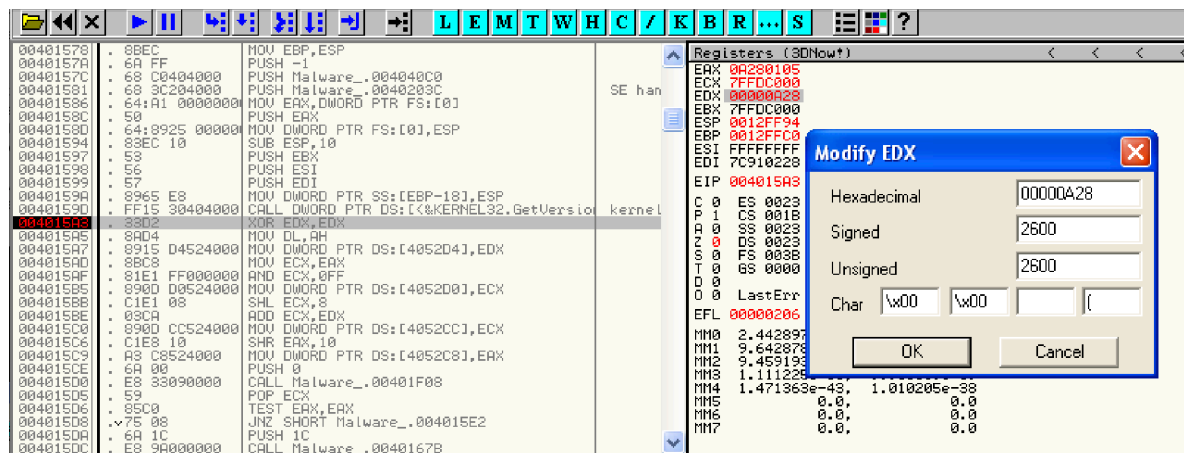 L E M T W H C / K B R ... S ?
00401578 . 8BEC MOV EBP,ESP
0040157A . 6A FF PUSH -1
0040157C . 68 C0404000 PUSH Malware_.004040C0
00401581 . 68 3C204000 PUSH Malware_.0040203C SE han
00401586 . 64:A1 0000000 MOV EAX,DWORD PTR FS:[0]
0040158C . 50 PUSH EAX
0040158D . 64:8925 00000 MOV DWORD PTR FS:[0],ESP
00401594 . 83EC 10 SUB ESP,10
00401597 . 53 PUSH EBX
00401598 . 56 PUSH ESI
00401599 . 57 PUSH EDI
0040159A . 8965 E8 MOV DWORD PTR SS:[EBP-18],ESP
0040159D . FF15 30404000 CALL DWORD PTR DS:[<&KERNEL32.GetVersio kernel
004015A3 . 33D2 XOR EDX,EDX
004015A5 . 8AD4 MOV DL,AH
004015A7 . 8915 D4524000 MOV DWORD PTR DS:[4052D4],EDX
004015AD . 8BC8 MOV ECX,EAX
004015AF . 81E1 FF000000 AND ECX,0FF
004015B5 . 890D D0524000 MOV DWORD PTR DS:[4052D0],ECX
004015BB . C1E1 08 SHL ECX,8
004015BE . 03CA ADD ECX,EDX
004015C0 . 890D CC524000 MOV DWORD PTR DS:[4052CC],ECX
004015C6 . C1E8 10 SHR EAX,10
004015C9 . A3 C8524000 MOV DWORD PTR DS:[4052C8],EAX
004015CE . 6A 00 PUSH 0
004015D0 . E8 33090000 CALL Malware_.00401F08
004015D5 . 59 POP ECX
004015D6 . 85C0 TEST EAX,EAX
004015D8 . 75 08 JNZ SHORT Malware_.004015E2
004015DA . 6A 1C PUSH 1C
004015DC . E8 9A000000 CALL Malware_.0040167B
Registers (3DNow!) < < < <
EAX 0A280105
ECX 7FFDC000
EDX 00000A28
EBX 7FFDC000
ESP 0012FF94
EBP 0012FFC0
ESI FFFFFFFF
EDI 7C910228
EIP 004015A3
C 0 ES 0023
P 1 CS 001B
A 0 SS 0023
Z 0 DS 0023
S 0 FS 003B
T 0 GS 0000
D 0
O 0 LastErr
EFL 00000206
MM0 2.442897
MM1 9.642878
MM2 9.459193
MM3 1.111225
MM4 1.471363e-43, 1.010205e-38
MM5 0.0, 0.0
MM6 0.0, 0.0
MM7 0.0, 0.0
Modify EDX
Hexadecimal 00000A28
Signed 2600
Unsigned 2600
Char \x00 \x00 (
OK Cancel